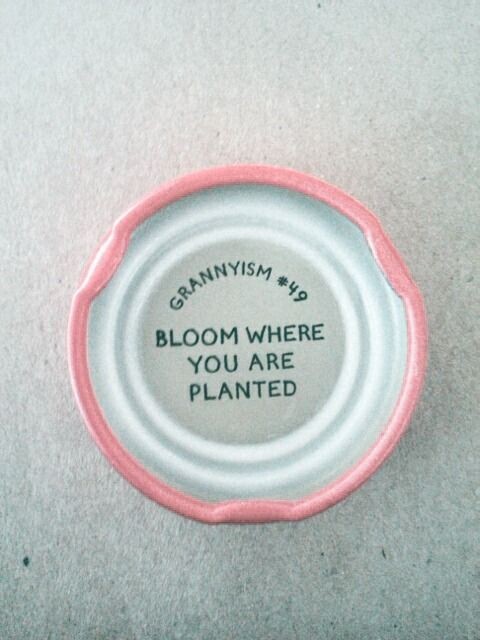 GRANNYISM #49
BLOOM WHERE
YOU ARE
PLANTED